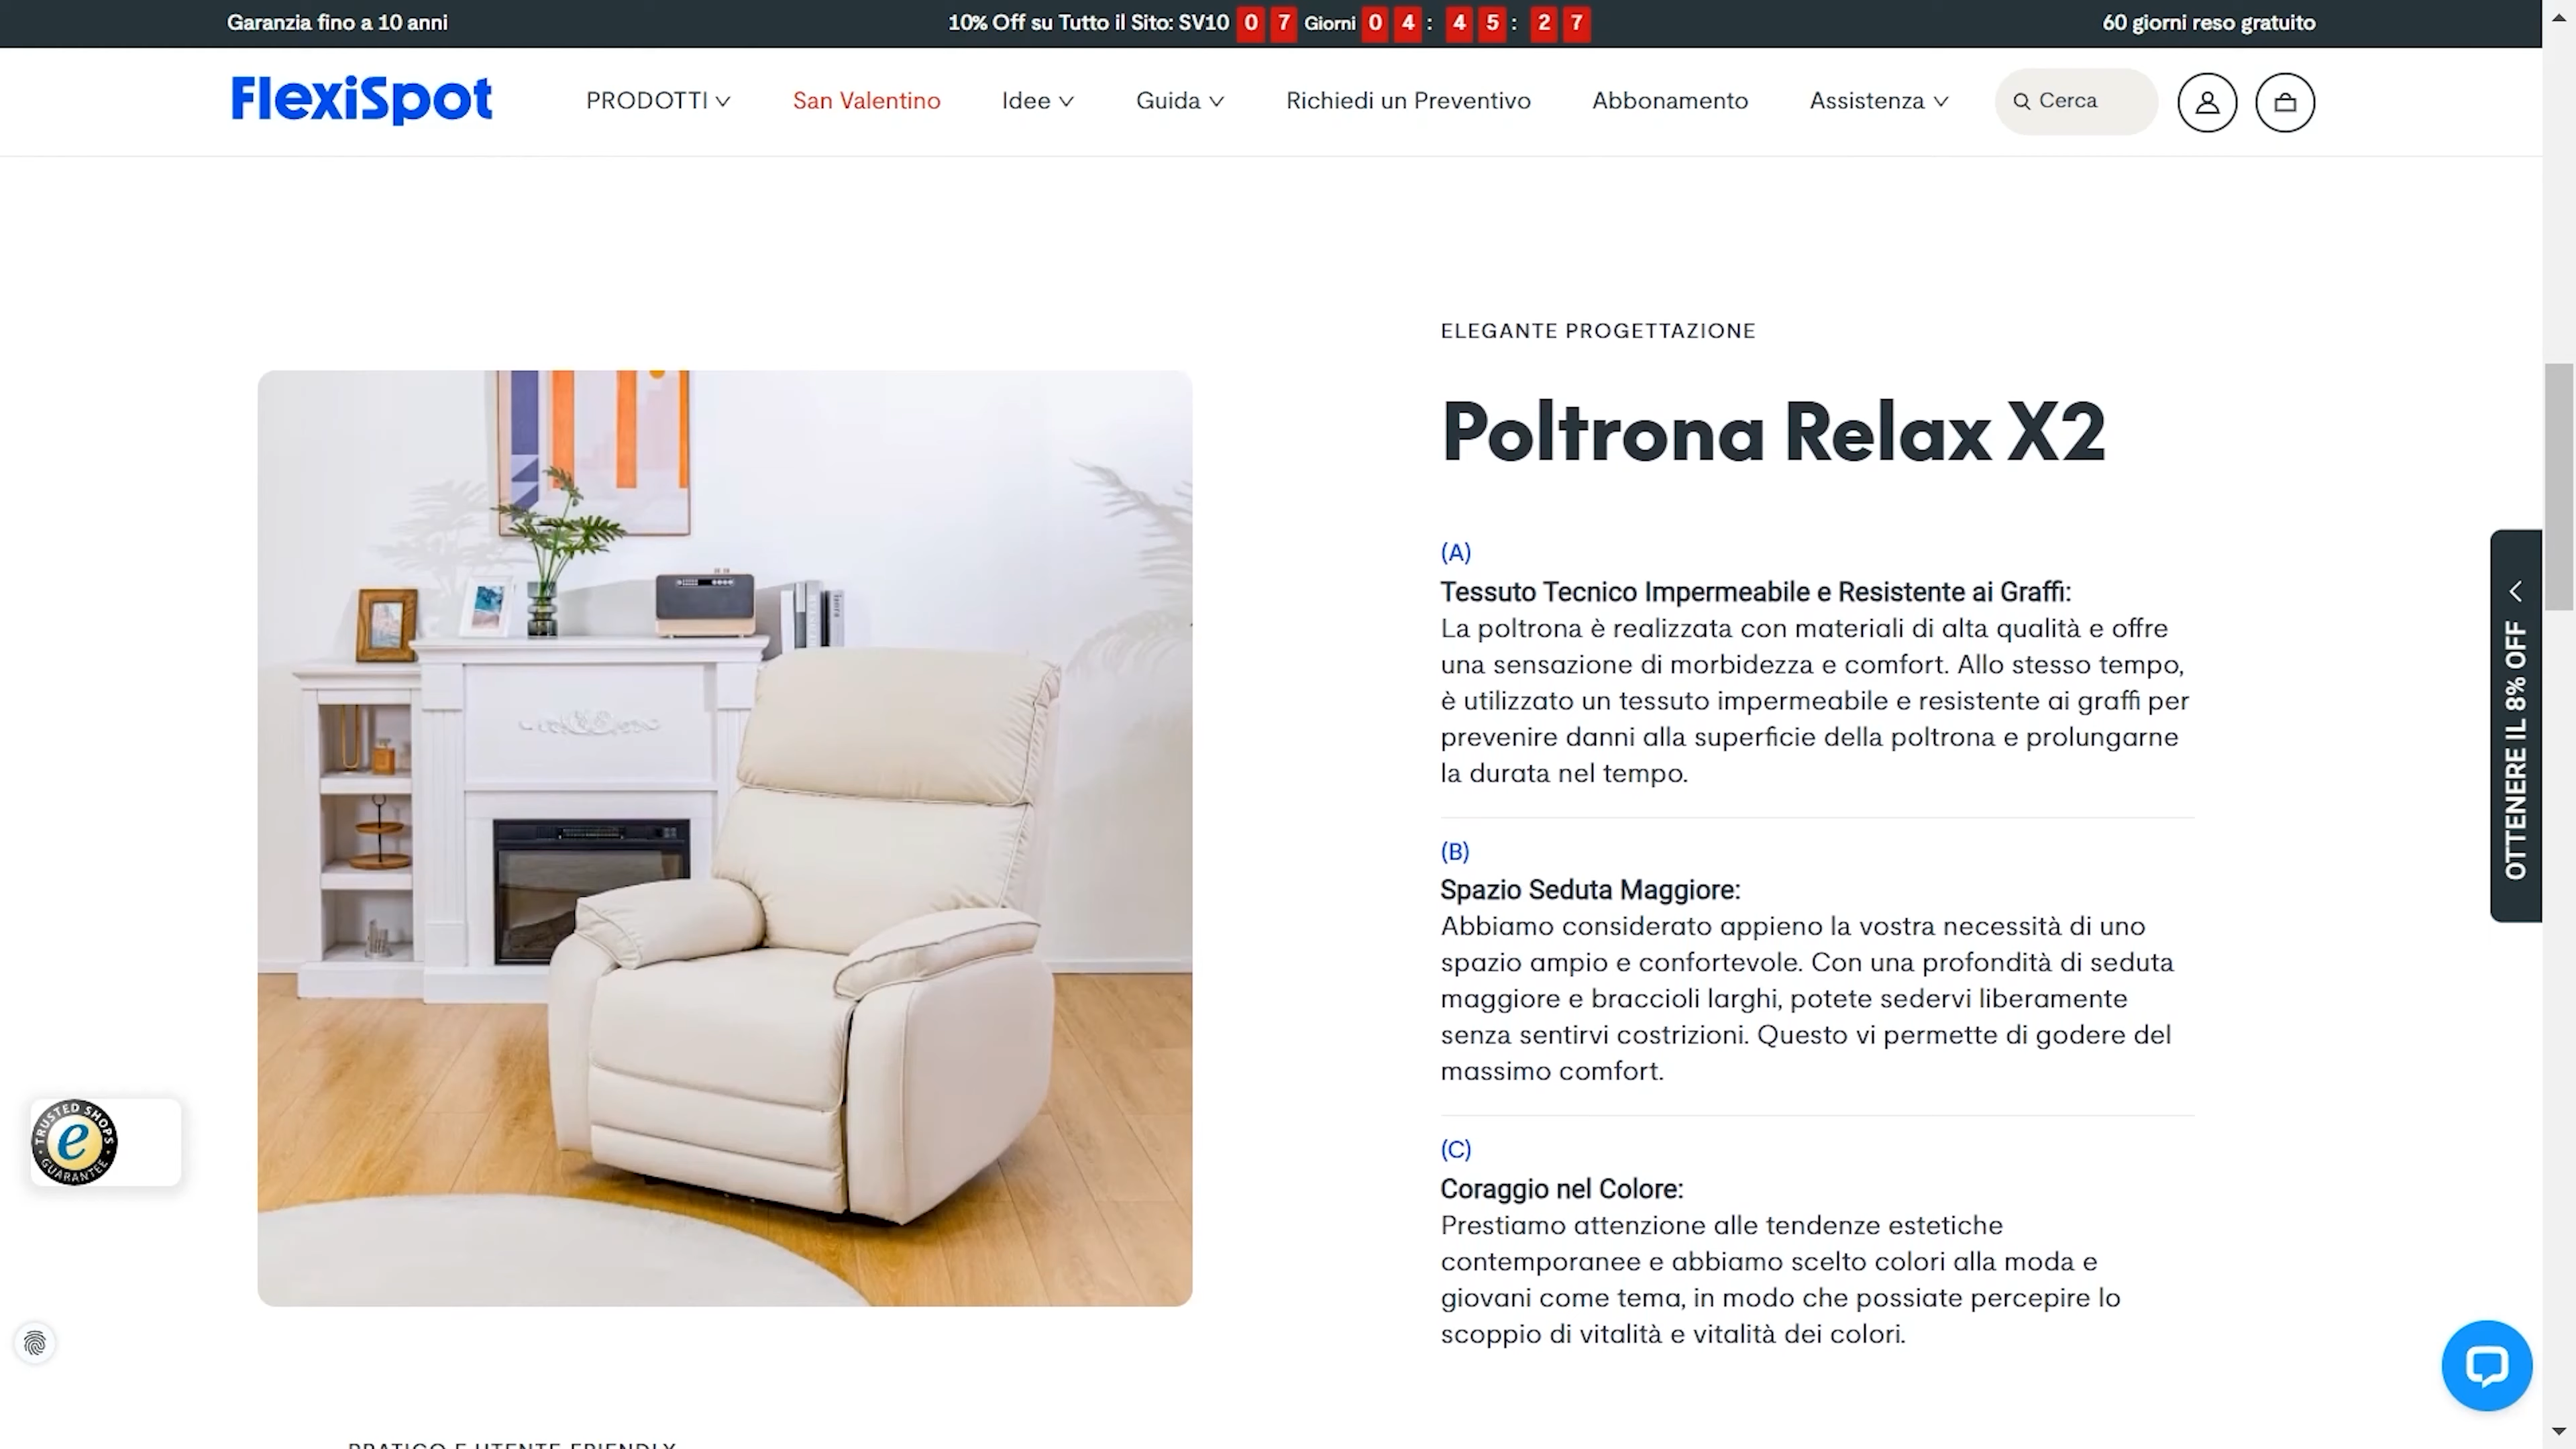 Garanzia fino a 10 anni
10% Off su Tutto il Sito: SV10 0 7 Giorni 0 4 : 4 5 : 2 7
60 giorni reso gratuito
FlexiSpot
PRODOTTI
San Valentino
Idee
Guida
Richiedi un Preventivo
Abbonamento
Assistenza
Cerca
ELEGANTE PROGETTAZIONE
Poltrona Relax X2
(A)
Tessuto Tecnico Impermeabile e Resistente ai Graffi:
La poltrona è realizzata con materiali di alta qualità e offre
una sensazione di morbidezza e comfort. Allo stesso tempo,
è utilizzato un tessuto impermeabile e resistente ai graffi per
prevenire danni alla superficie della poltrona e prolungarne
la durata nel tempo.
(B)
Spazio Seduta Maggiore:
Abbiamo considerato appieno la vostra necessità di uno
spazio ampio e confortevole. Con una profondità di seduta
maggiore e braccioli larghi, potete sedervi liberamente
senza sentirvi costrizioni. Questo vi permette di godere del
massimo comfort.
(C)
Coraggio nel Colore:
Prestiamo attenzione alle tendenze estetiche
contemporanee e abbiamo scelto colori alla moda e
giovani come tema, in modo che possiate percepire lo
scoppio di vitalità e vitalità dei colori.
OTTENERE IL 8% OFF
TRUSTED SHOPS
e
GUARANTEE
PRATICO E UTENTE-FRIENDLY